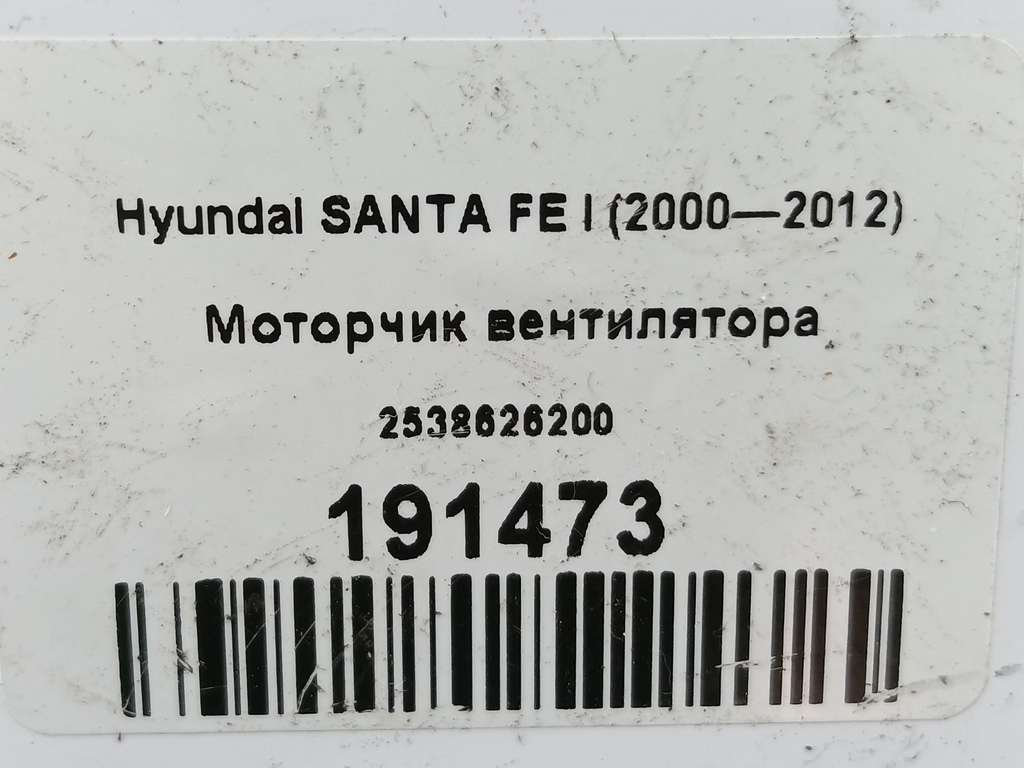 Hyundai SANTA FE I (2000—2012)
Моторчик вентилятора
2538626200
191473